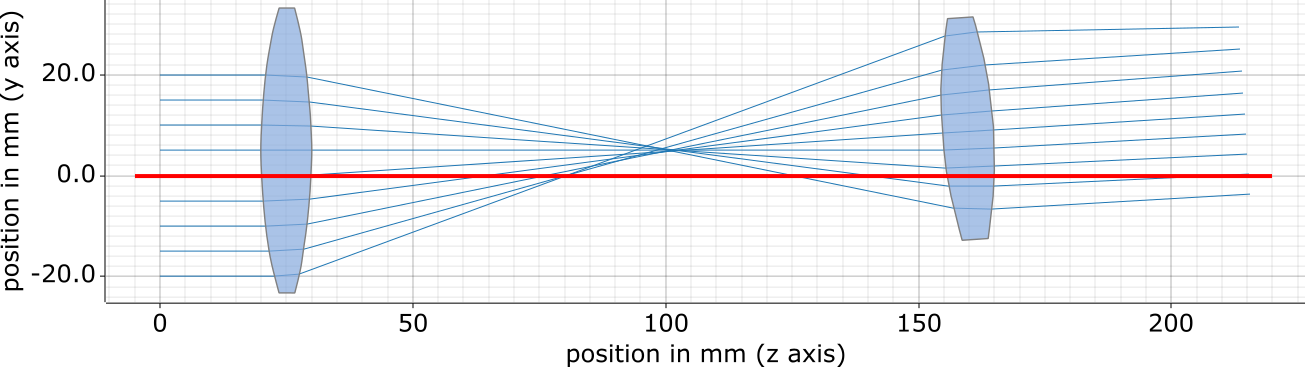 position in mm (y axis)
20.0
0.0
-20.0
0 50 100 150 200
position in mm (z axis)